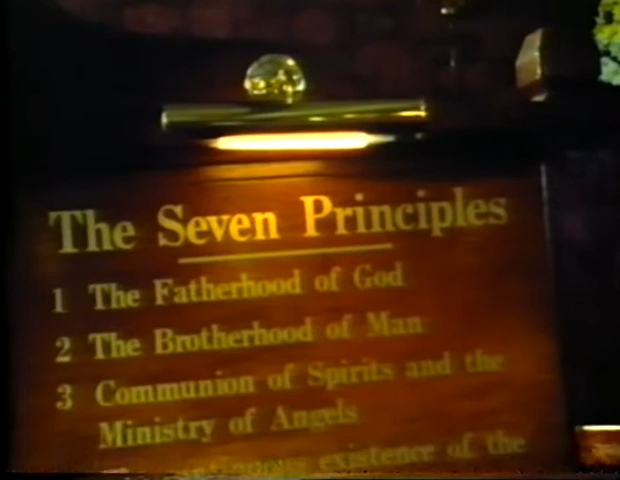 The Seven Principles
1 The Fatherhood of God
2 The Brotherhood of Man
3 Communion of Spirits and the
Ministry of Angels
existence of the